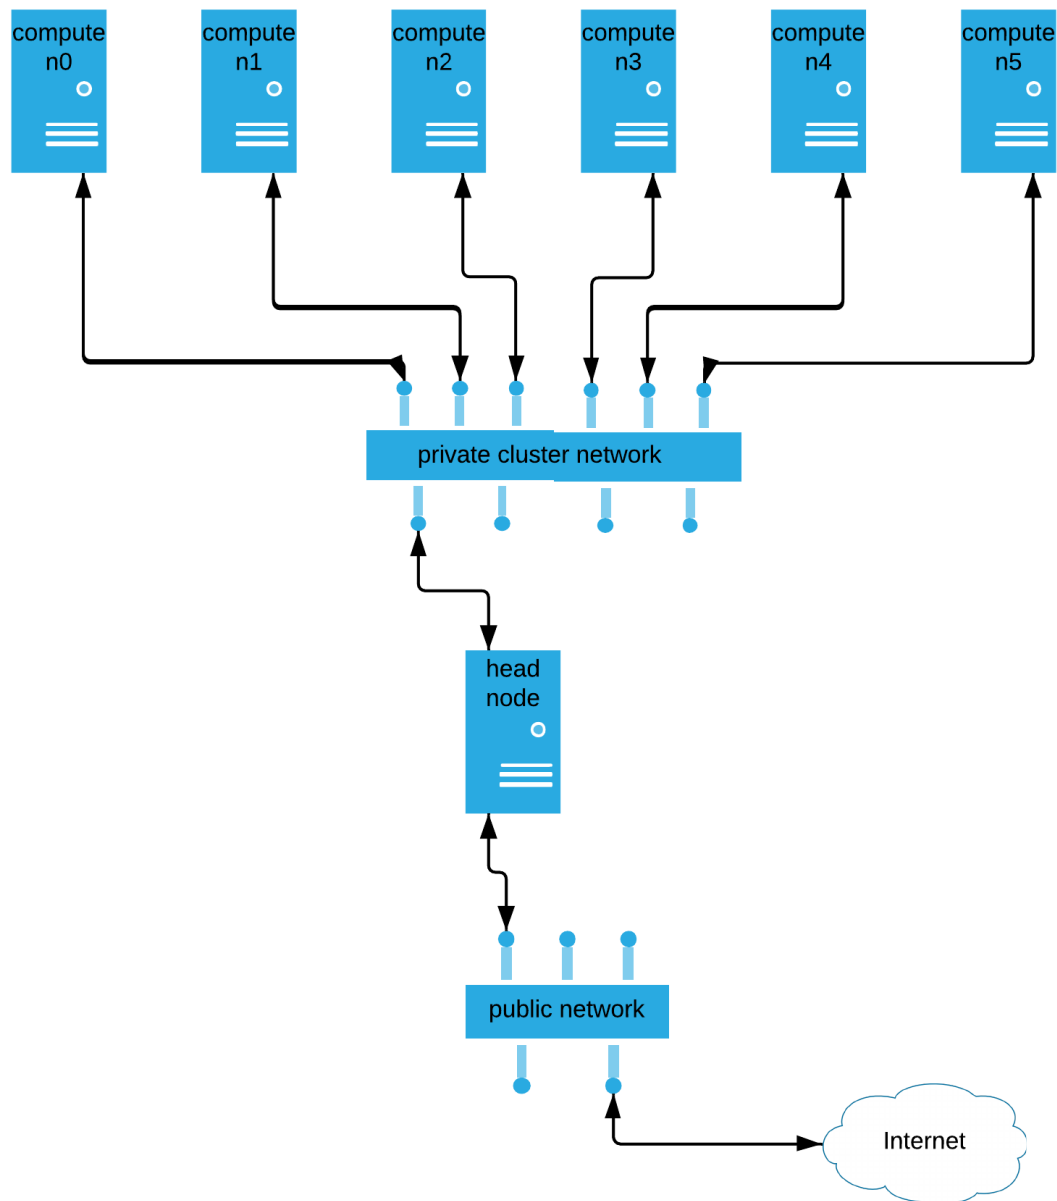 compute
n0
compute
n1
compute
n2
compute
n3
compute
n4
compute
n5
private cluster network
head
node
public network
Internet